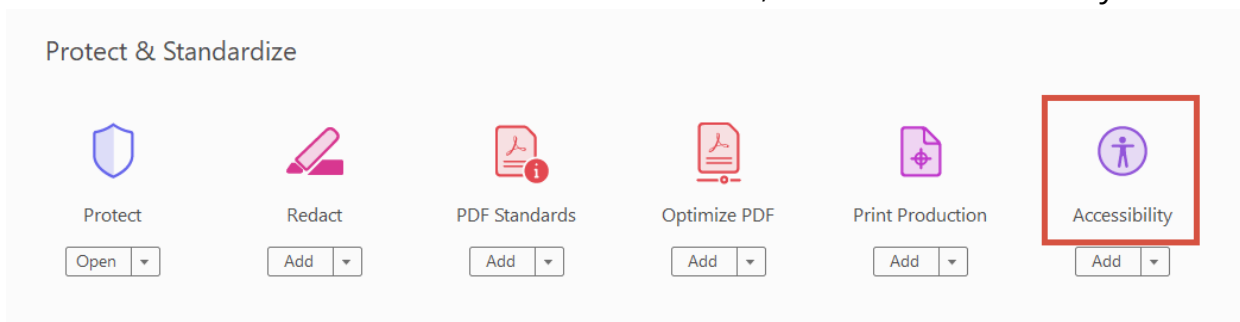 Protect & Standardize
Protect Redact PDF Standards Optimize PDF Print Production Accessibility
Open Add Add Add Add Add